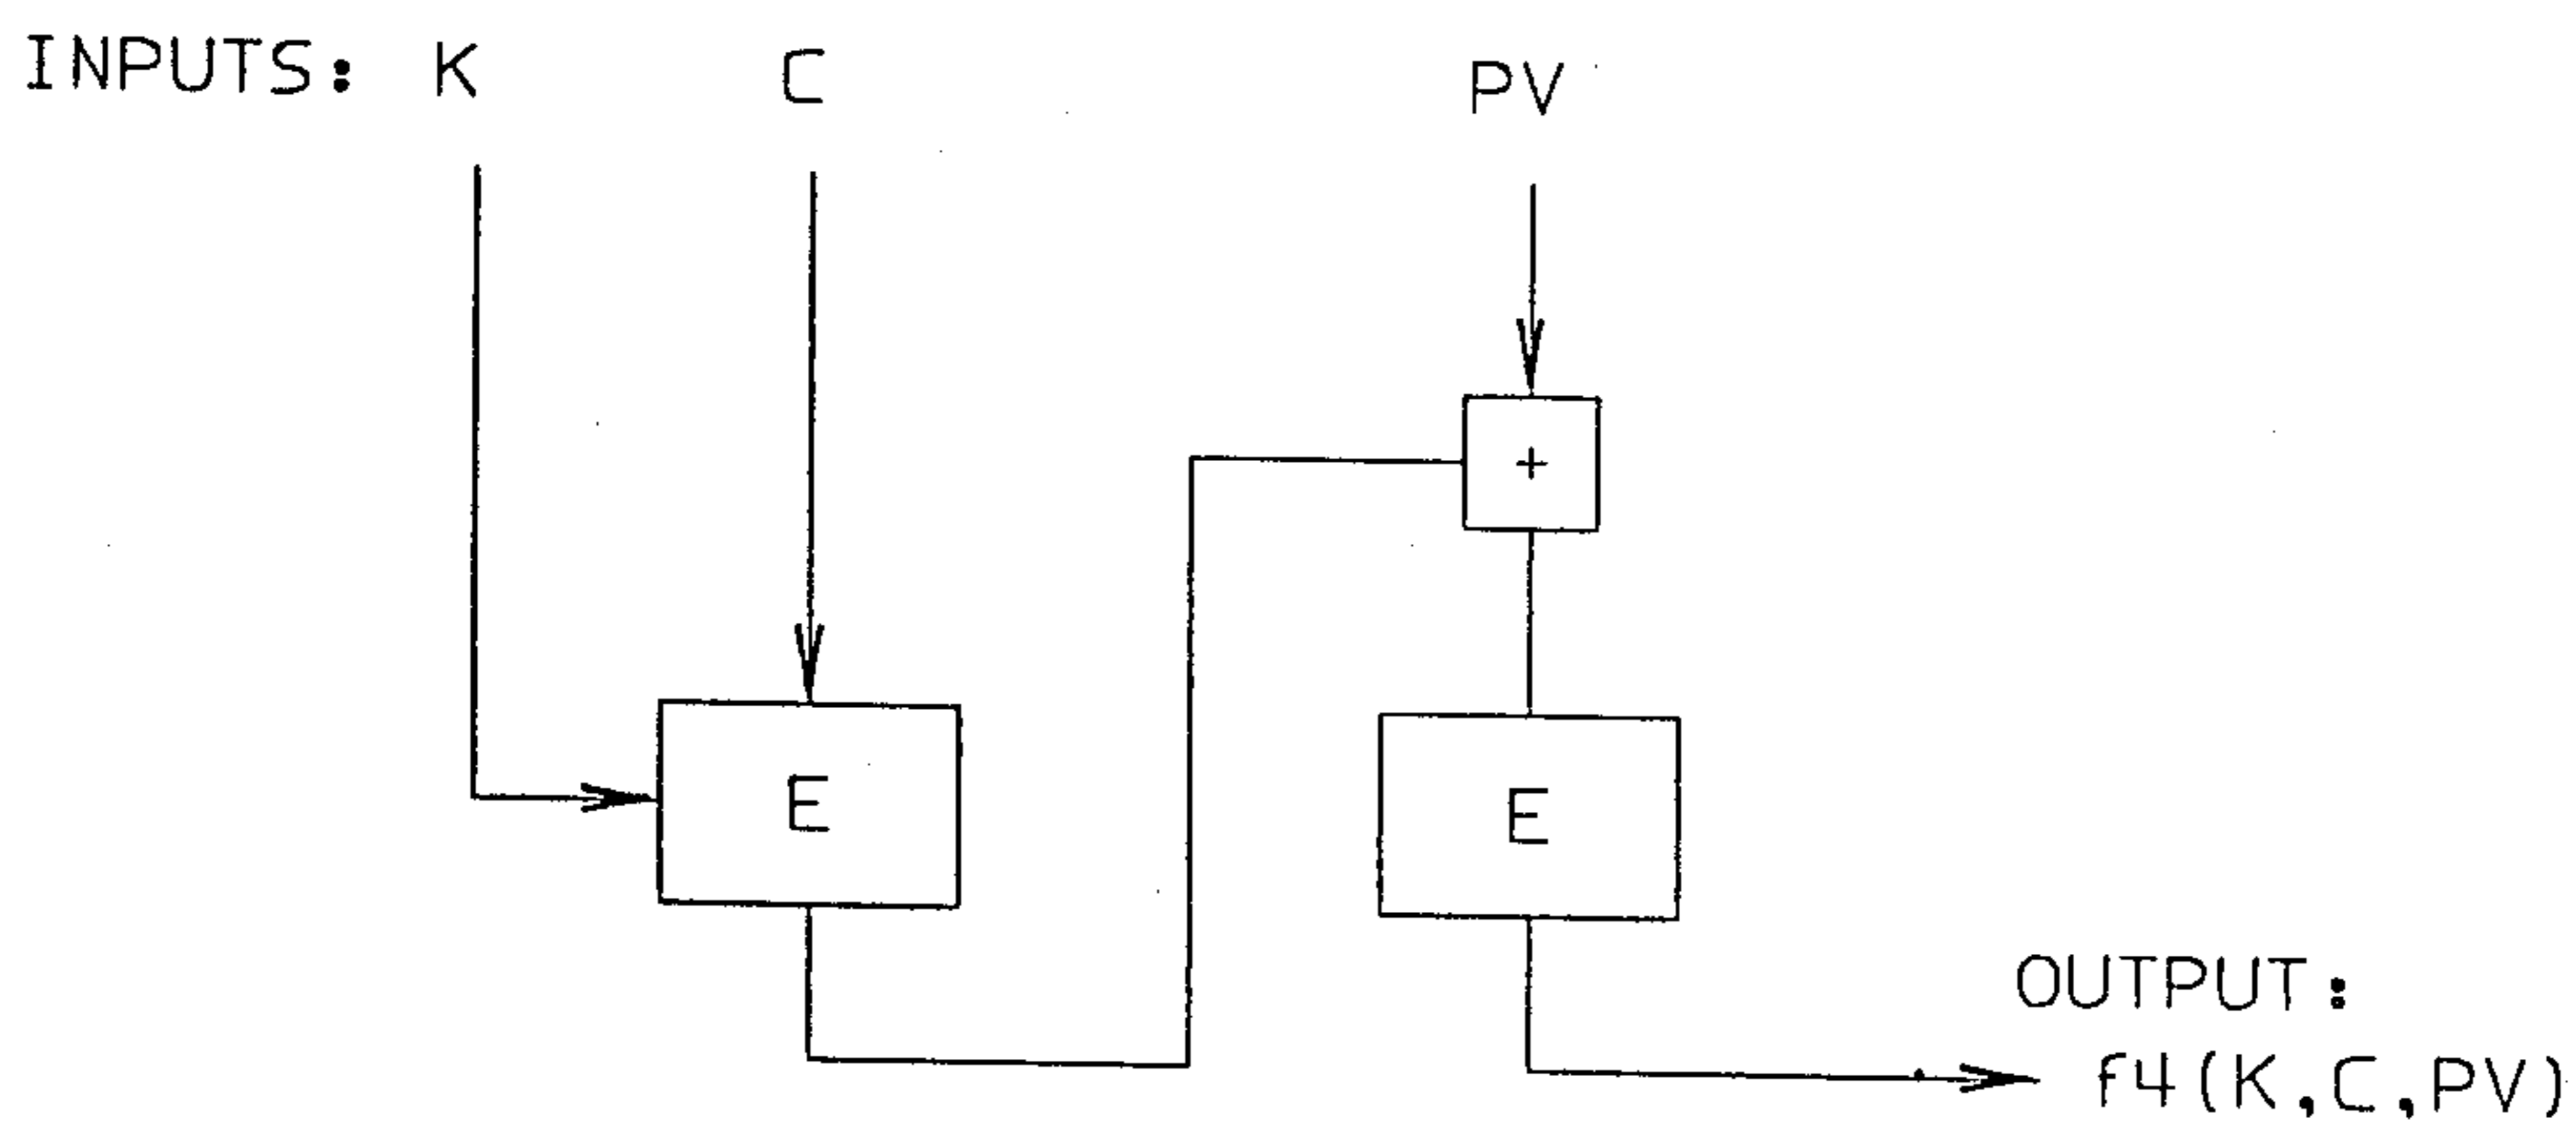 INPUTS: K C PV
+
E E
OUTPUT:
f4(K,C,PV)